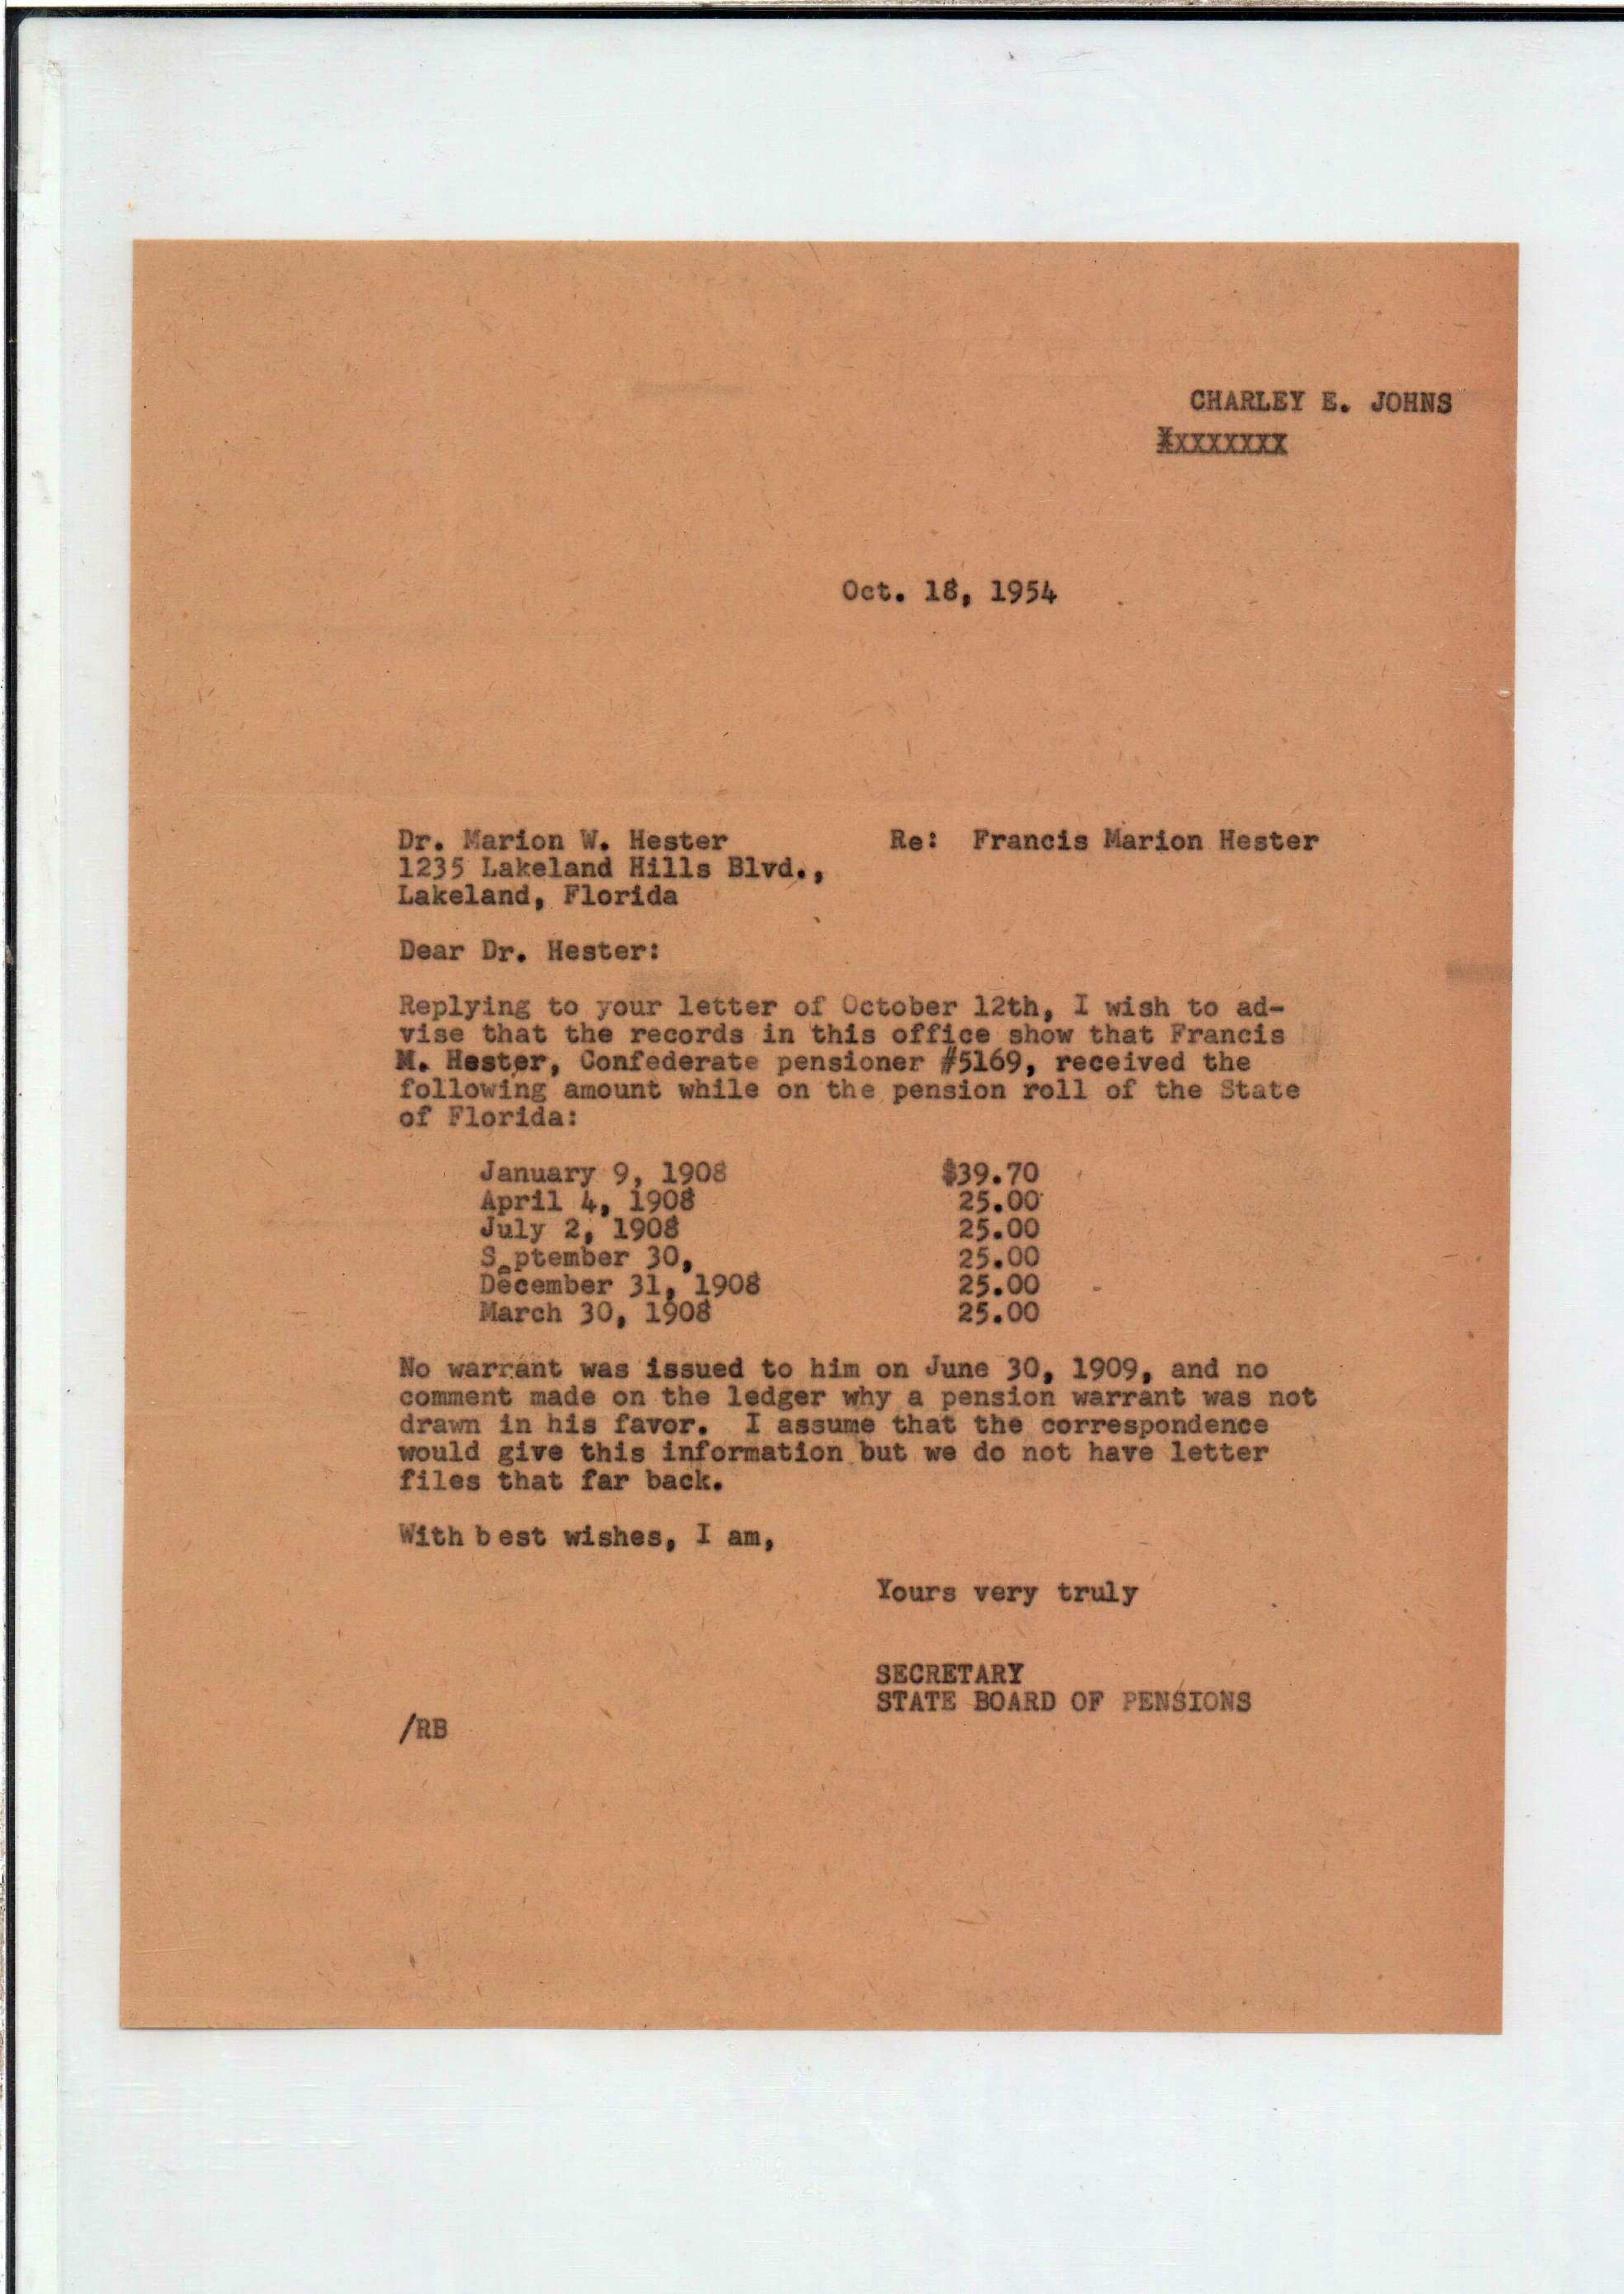 CHARLEY E. JOHNS
XXXXXXXX
Oct. 18, 1954
Dr. Marion W. Hester Re: Francis Marion Hester
1235 Lakeland Hills Blvd.,
Lakeland, Florida
Dear Dr. Hester:
Replying to your letter of October 12th, I wish to ad-
vise that the records in this office show that Francis
M. Hester, Confederate pensioner #5169, received the
following amount while on the pension roll of the State
of Florida:
January 9, 1908 $39.70
April 4, 1908 25.00
July 2, 1908 25.00
September 30, 25.00
December 31, 1908 25.00
March 30, 1908 25.00
No warrant was issued to him on June 30, 1909, and no
comment made on the ledger why a pension warrant was not
drawn in his favor. I assume that the correspondence
would give this information but we do not have letter
files that far back.
With best wishes, I am,
Yours very truly
SECRETARY
STATE BOARD OF PENSIONS
/RB